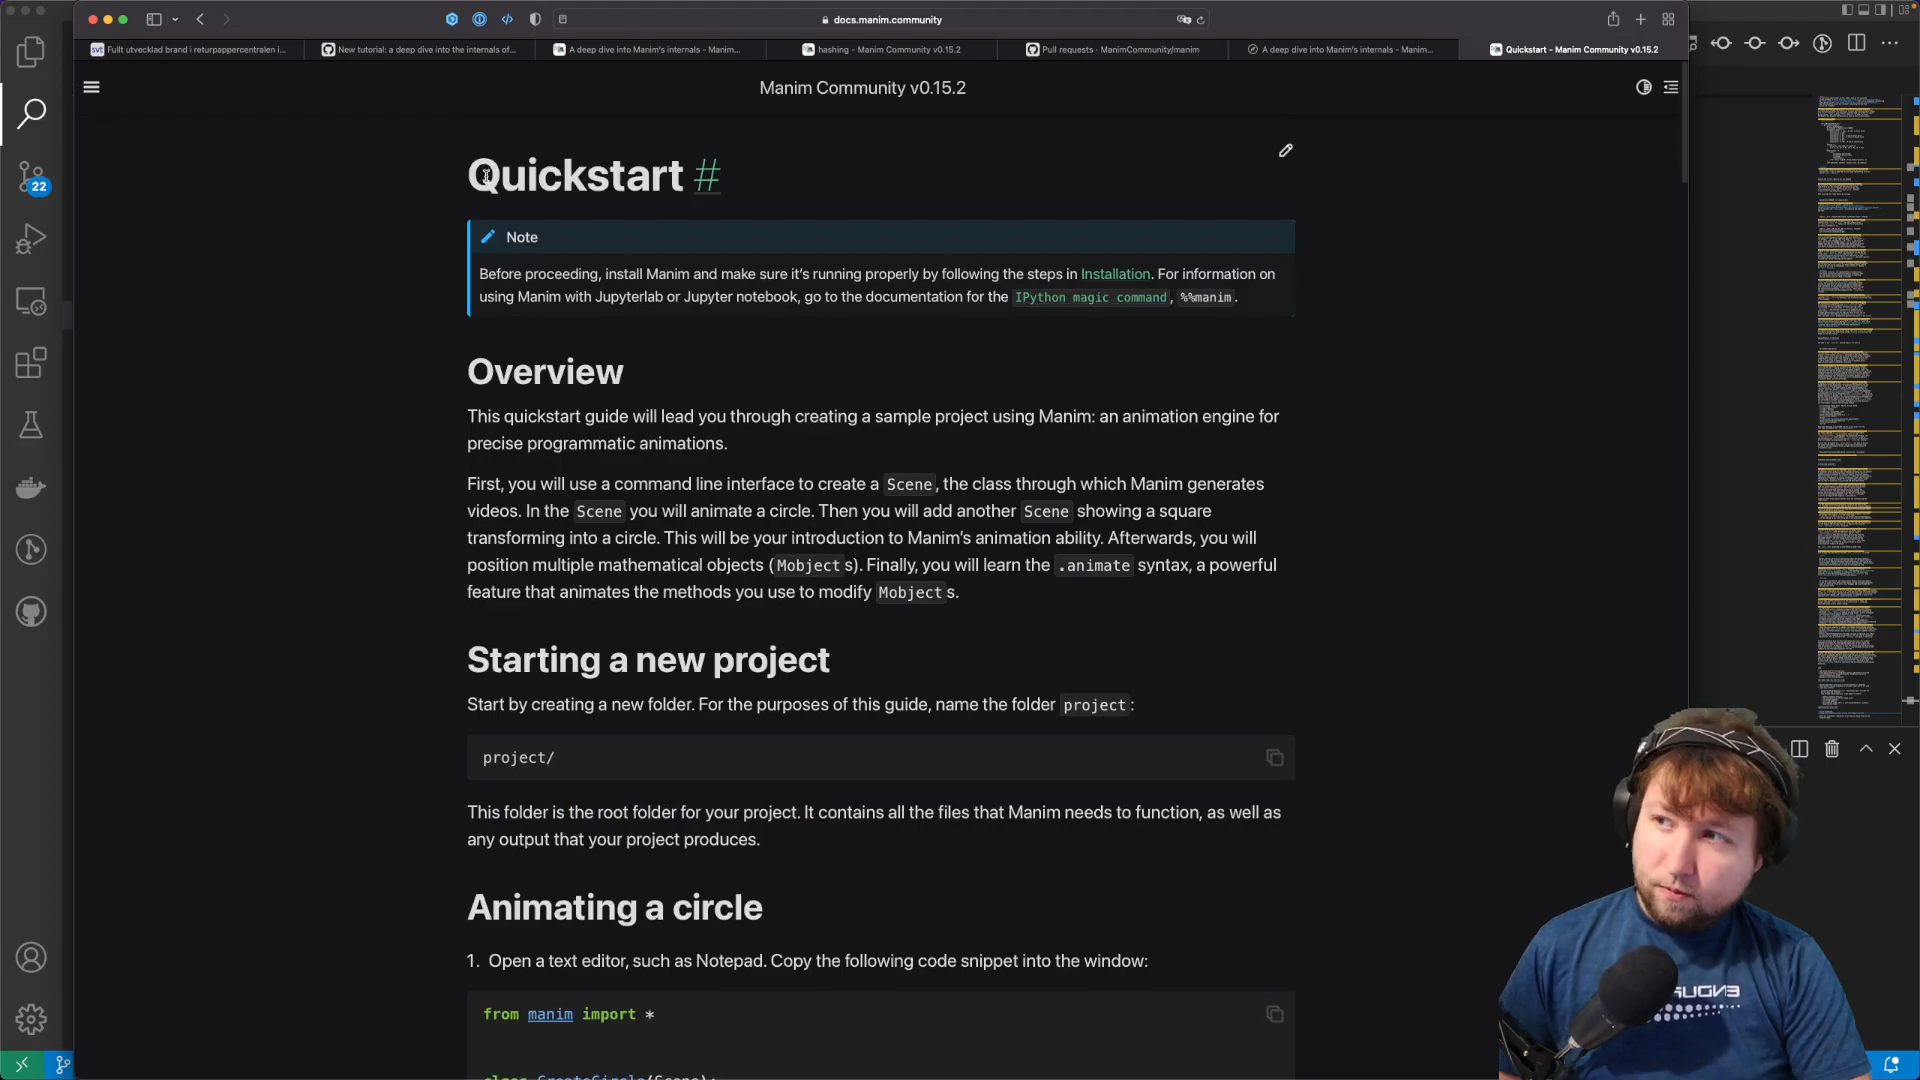 docs.manim.community
Fullt utvecklad brand i returpappercentralen i...
New tutorial: a deep dive into the internals of...
A deep dive into Manim's internals - Manim...
hashing - Manim Community v0.15.2
Pull requests · ManimCommunity/manim
A deep dive into Manim's internals - Manim...
Quickstart - Manim Community v0.15.2
Manim Community v0.15.2
Quickstart #
Note
Before proceeding, install Manim and make sure it's running properly by following the steps in Installation. For information on
using Manim with Jupyterlab or Jupyter notebook, go to the documentation for the IPython magic command, %%manim.
Overview
This quickstart guide will lead you through creating a sample project using Manim: an animation engine for
precise programmatic animations.
First, you will use a command line interface to create a Scene, the class through which Manim generates
videos. In the Scene you will animate a circle. Then you will add another Scene showing a square
transforming into a circle. This will be your introduction to Manim's animation ability. Afterwards, you will
position multiple mathematical objects (Mobjects). Finally, you will learn the .animate syntax, a powerful
feature that animates the methods you use to modify Mobjects.
Starting a new project
Start by creating a new folder. For the purposes of this guide, name the folder project:
project/
This folder is the root folder for your project. It contains all the files that Manim needs to function, as well as
any output that your project produces.
Animating a circle
1. Open a text editor, such as Notepad. Copy the following code snippet into the window:
from manim import *
class CreateCircle(Scene):
22
svt